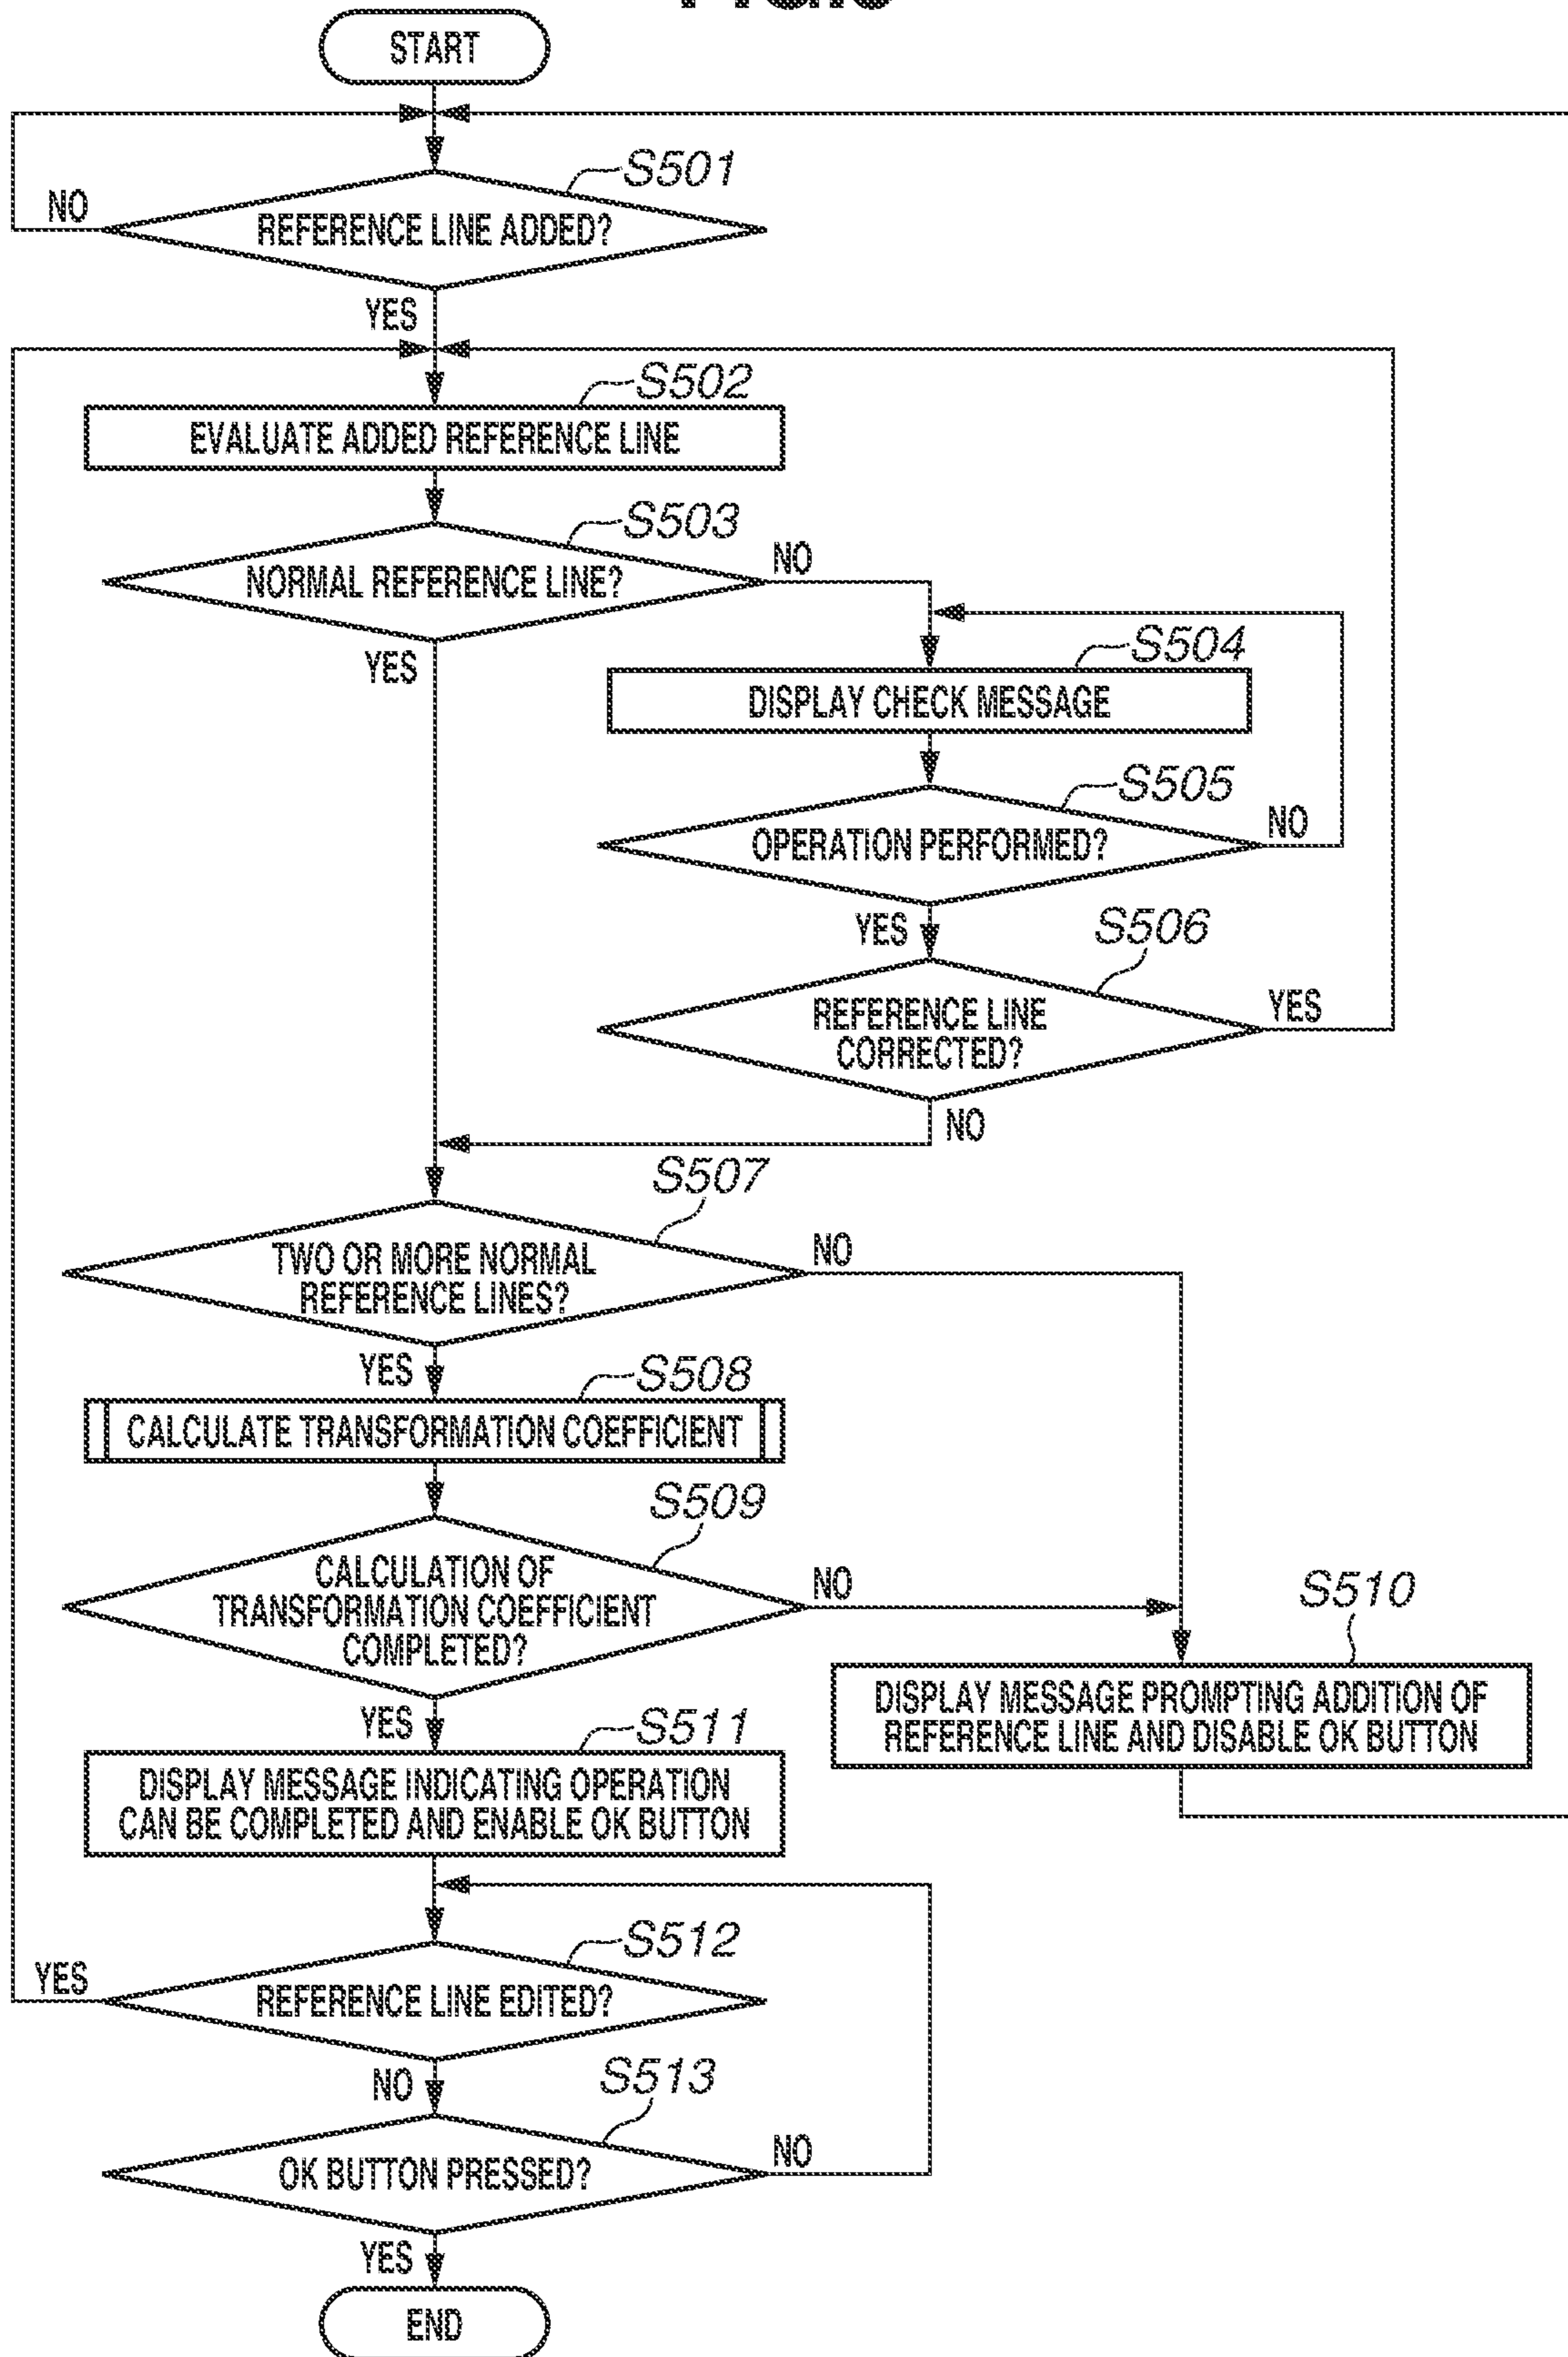 START
S501
NO
REFERENCE LINE ADDED?
YES
S502
EVALUATE ADDED REFERENCE LINE
S503
NO
NORMAL REFERENCE LINE?
YES
S504
DISPLAY CHECK MESSAGE
S505
NO
OPERATION PERFORMED?
YES
S506
YES
REFERENCE LINE
CORRECTED?
NO
S507
NO
TWO OR MORE NORMAL
REFERENCE LINES?
YES
S508
CALCULATE TRANSFORMATION COEFFICIENT
S509
NO
CALCULATION OF
TRANSFORMATION COEFFICIENT
COMPLETED?
S510
DISPLAY MESSAGE PROMPTING ADDITION OF
REFERENCE LINE AND DISABLE OK BUTTON
YES
S511
DISPLAY MESSAGE INDICATING OPERATION
CAN BE COMPLETED AND ENABLE OK BUTTON
S512
YES
REFERENCE LINE EDITED?
NO
S513
NO
OK BUTTON PRESSED?
YES
END